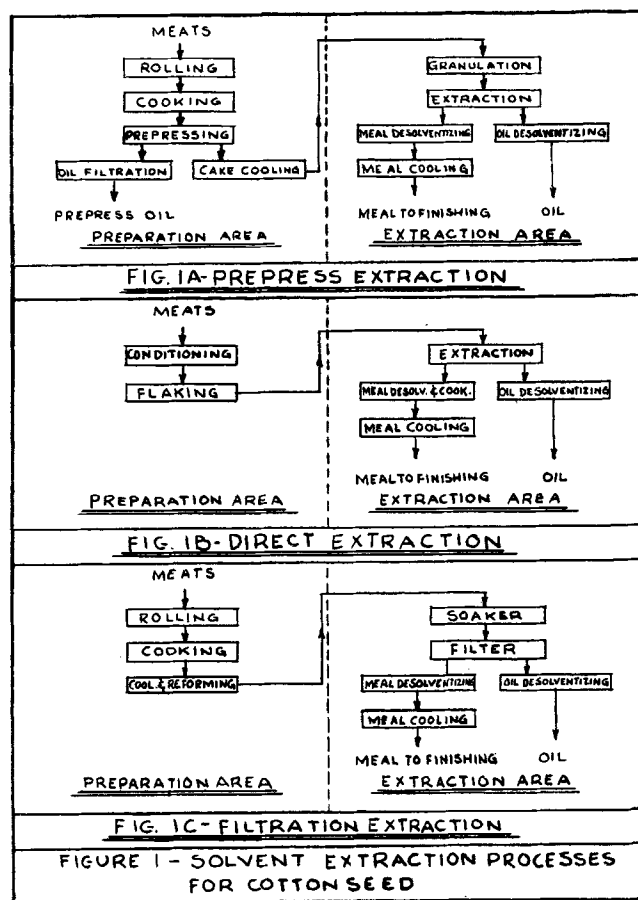 MEATS
ROLLING
COOKING
PREPRESSING
OIL FILTRATION
CAKE COOLING
PREPRESS OIL
PREPARATION AREA
GRANULATION
EXTRACTION
MEAL DESOLVENTIZING
OIL DESOLVENTIZING
MEAL COOLING
MEAL TO FINISHING
OIL
EXTRACTION AREA
FIG. 1A-PREPRESS EXTRACTION
MEATS
CONDITIONING
FLAKING
PREPARATION AREA
EXTRACTION
MEAL DESOLV. & COOK.
OIL DESOLVENTIZING
MEAL COOLING
MEAL TO FINISHING
OIL
EXTRACTION AREA
FIG. 1B-DIRECT EXTRACTION
MEATS
ROLLING
COOKING
COOL. & REFORMING
PREPARATION AREA
SOAKER
FILTER
MEAL DESOLVENTIZING
OIL DESOLVENTIZING
MEAL COOLING
MEAL TO FINISHING
OIL
EXTRACTION AREA
FIG. 1C-FILTRATION EXTRACTION
FIGURE 1-SOLVENT EXTRACTION PROCESSES
FOR COTTONSEED